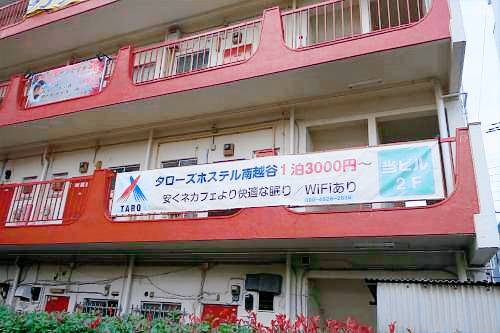 タローズホステル南越谷1泊3000円～
安くネカフェより快適な眠り/WiFiあり
TARO
当ビル
2F